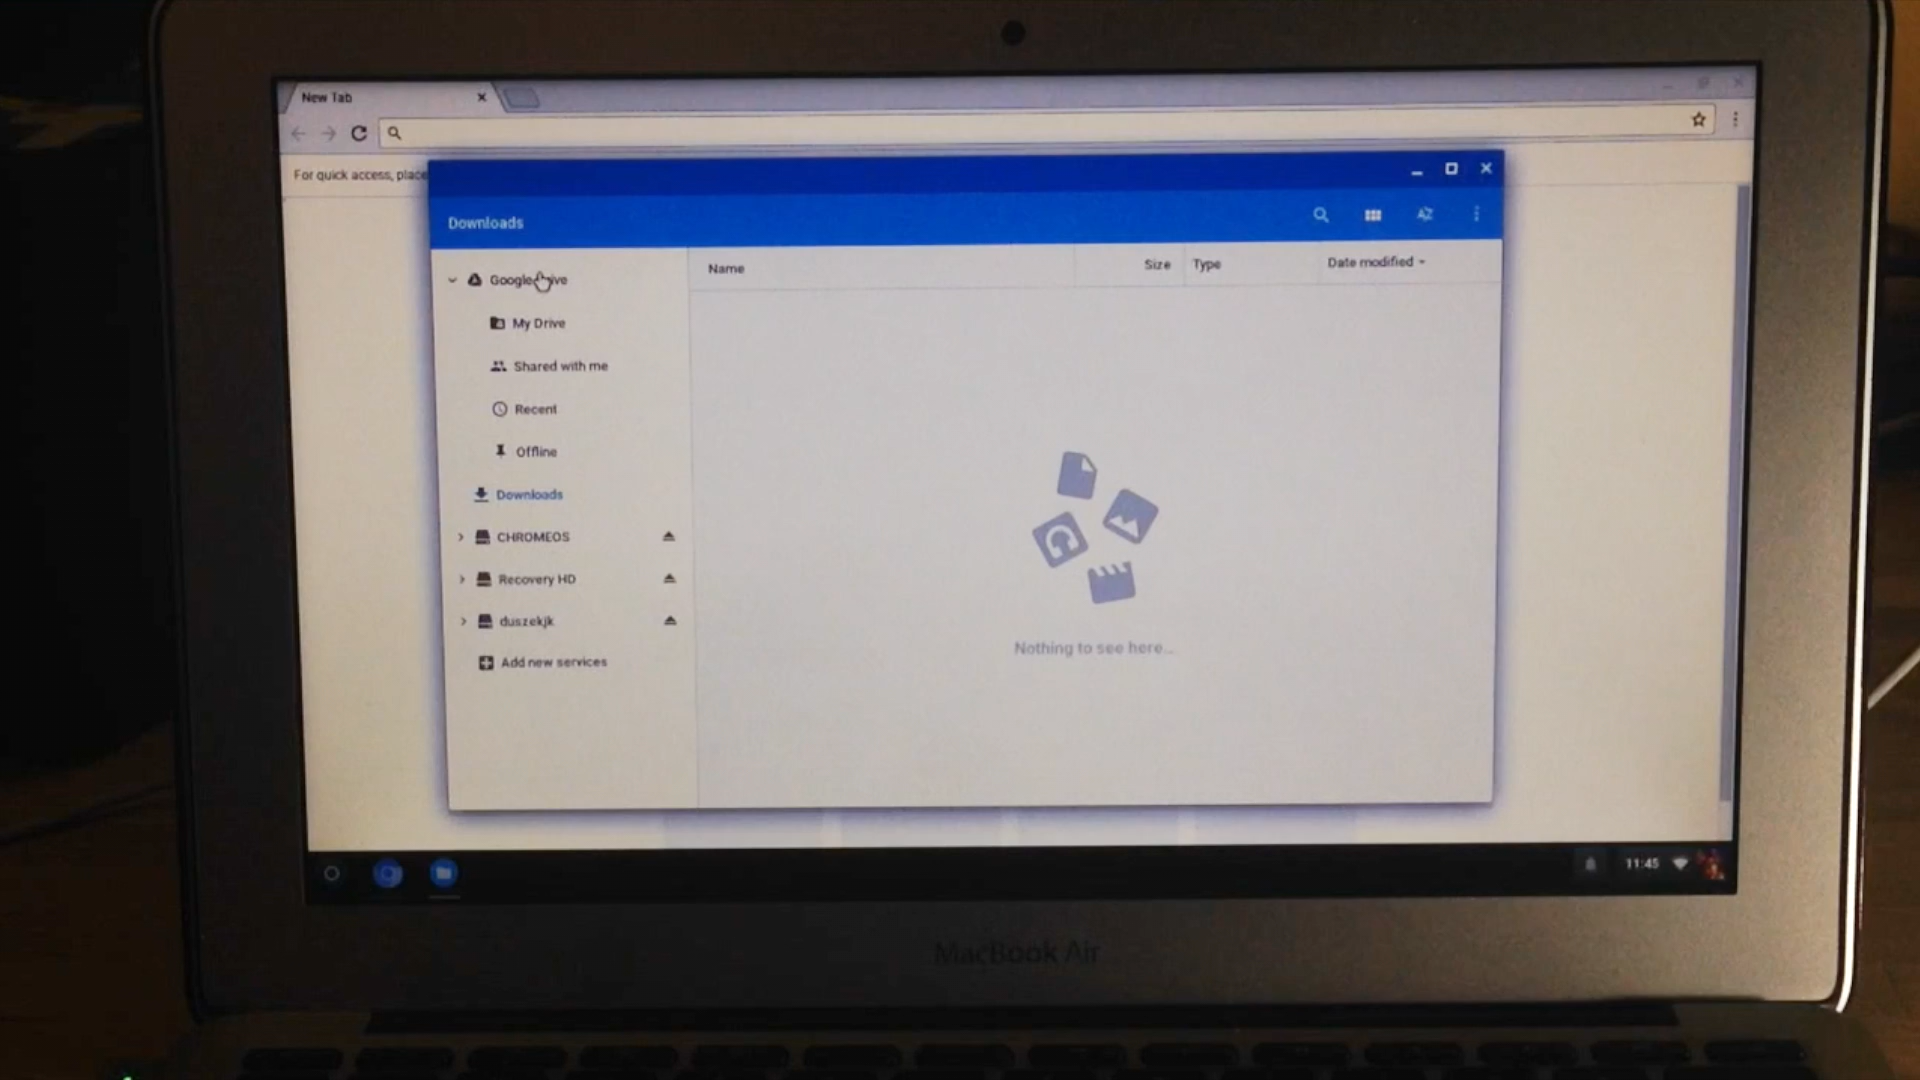 New Tab
For quick access, place
Downloads
Name Size Type Date modified
Google Drive
My Drive
Shared with me
Recent
Offline
Downloads
CHROMEOS
Recovery HD
duszekjk
Add new services
Nothing to see here...
11:45
MacBook Air